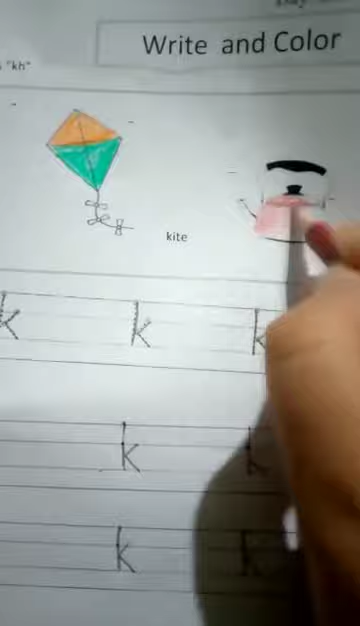 Write and Color
"kh"
kite
k k k
k k
k k